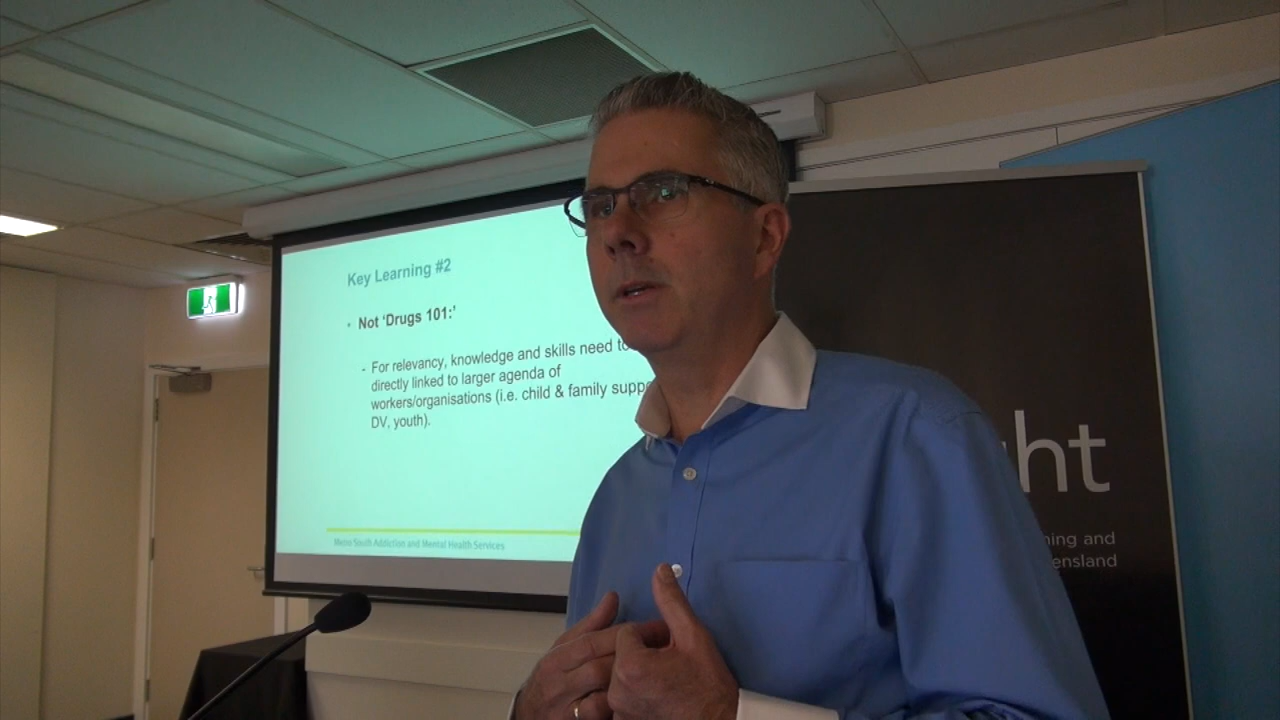 Key Learning #2
• Not 'Drugs 101:'
- For relevancy, knowledge and skills need to
directly linked to larger agenda of
workers/organisations (i.e. child & family supp
DV, youth).
Metro South Addiction and Mental Health Services
ht
ning and
ensland